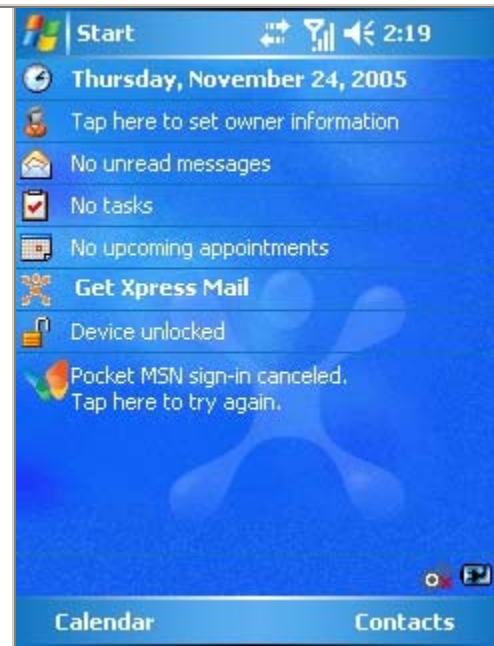 Start 2:19
Thursday, November 24, 2005
Tap here to set owner information
No unread messages
No tasks
No upcoming appointments
Get Xpress Mail
Device unlocked
Pocket MSN sign-in canceled.
Tap here to try again.
Calendar Contacts